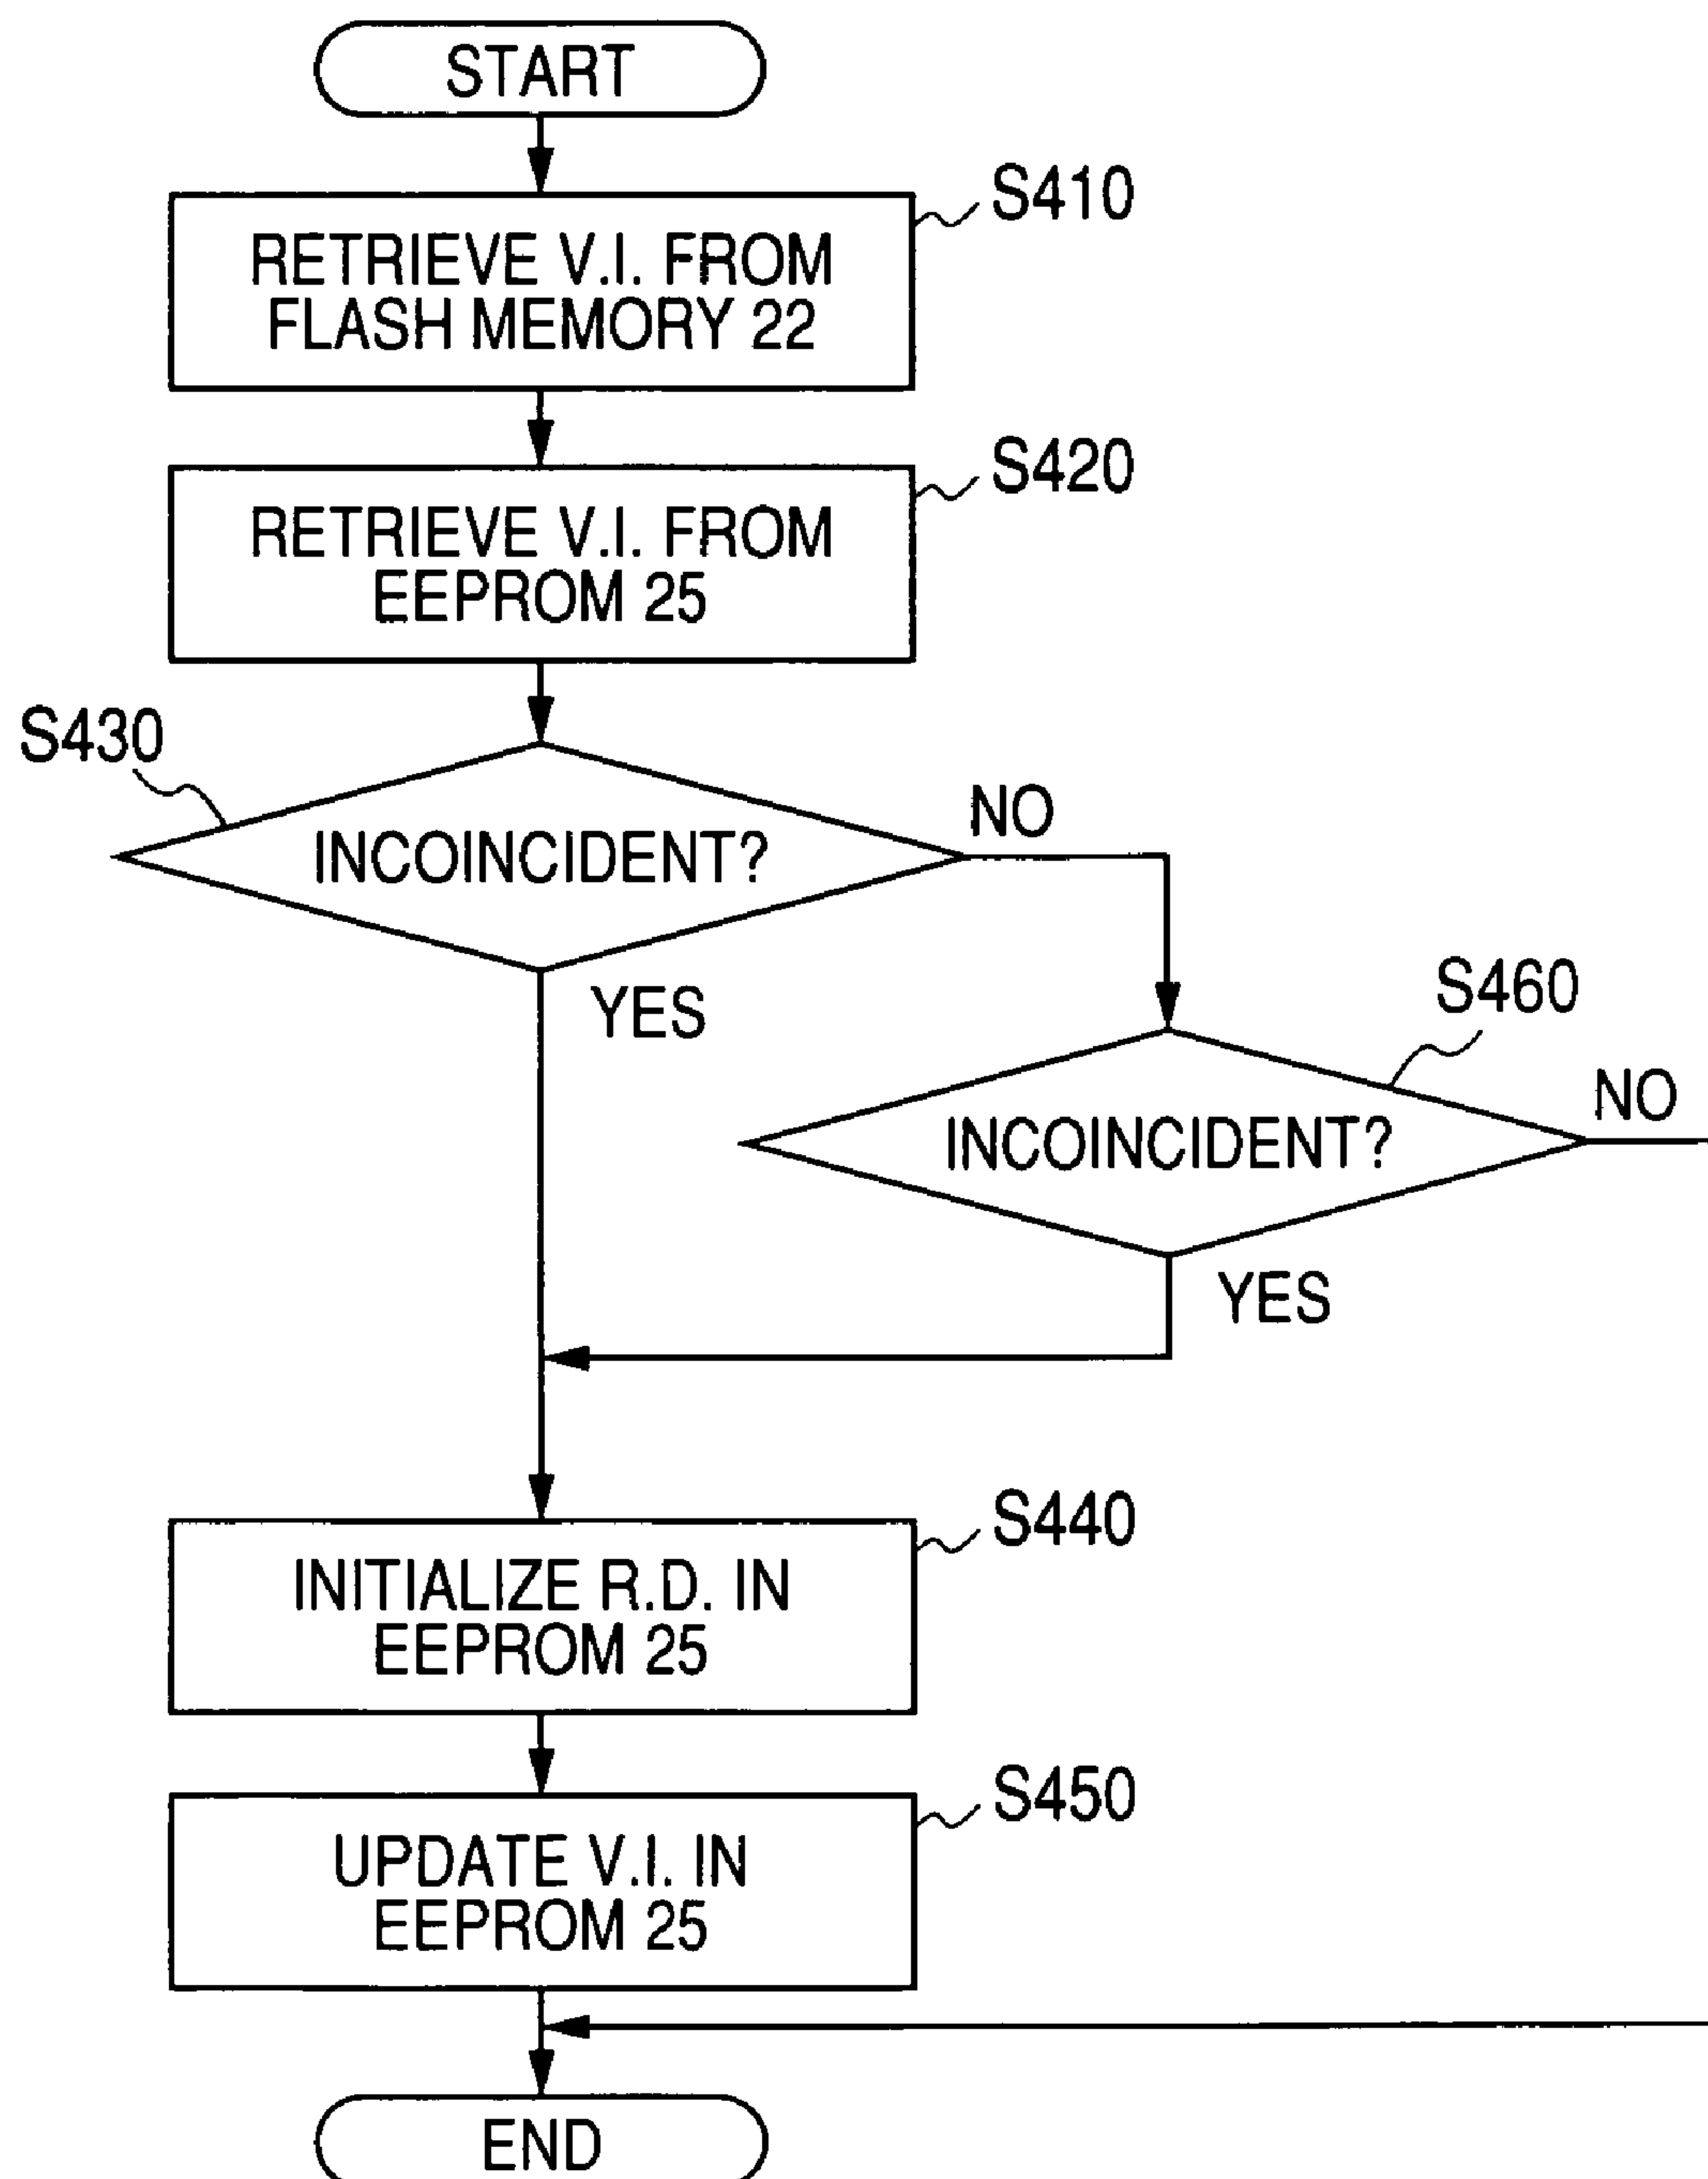 START
S410
RETRIEVE V.I. FROM
FLASH MEMORY 22
S420
RETRIEVE V.I. FROM
EEPROM 25
S430
INCOINCIDENT?
NO
YES
S460
INCOINCIDENT?
NO
YES
S440
INITIALIZE R.D. IN
EEPROM 25
S450
UPDATE V.I. IN
EEPROM 25
END